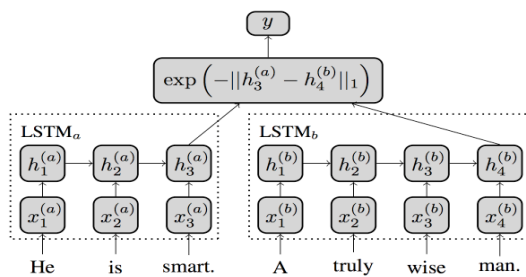 y
exp (−||h₃⁽ᵃ⁾ − h₄⁽ᵇ⁾||₁)
LSTMₐ LSTM_b
h₁⁽ᵃ⁾ h₂⁽ᵃ⁾ h₃⁽ᵃ⁾ h₁⁽ᵇ⁾ h₂⁽ᵇ⁾ h₃⁽ᵇ⁾ h₄⁽ᵇ⁾
x₁⁽ᵃ⁾ x₂⁽ᵃ⁾ x₃⁽ᵃ⁾ x₁⁽ᵇ⁾ x₂⁽ᵇ⁾ x₃⁽ᵇ⁾ x₄⁽ᵇ⁾
He is smart. A truly wise man.